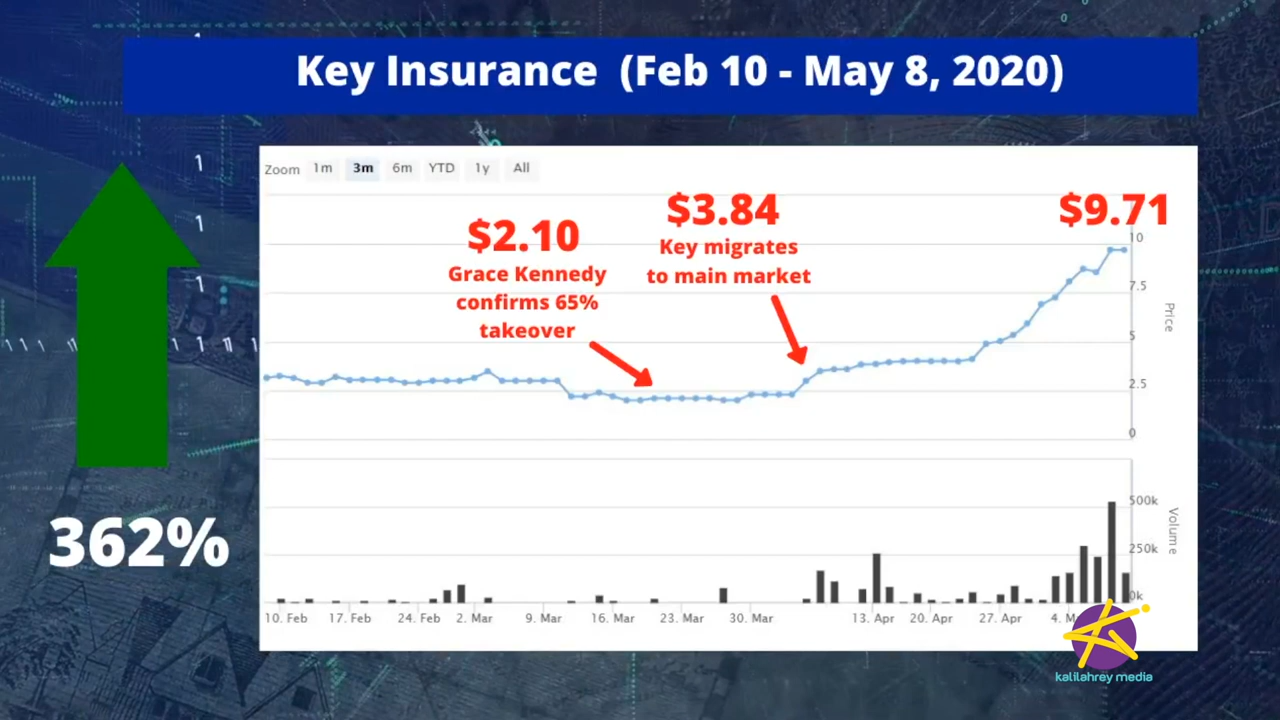 Key Insurance (Feb 10 - May 8, 2020)
Zoom 1m 3m 6m YTD 1y All
$2.10
Grace Kennedy
confirms 65%
takeover
$3.84
Key migrates
to main market
$9.71
10
7.5
5
2.5
0
Price
362%
500k
250k
0k
Volume
10. Feb 17. Feb 24. Feb 2. Mar 9. Mar 16. Mar 23. Mar 30. Mar 13. Apr 20. Apr 27. Apr 4. M
kalilahrey media